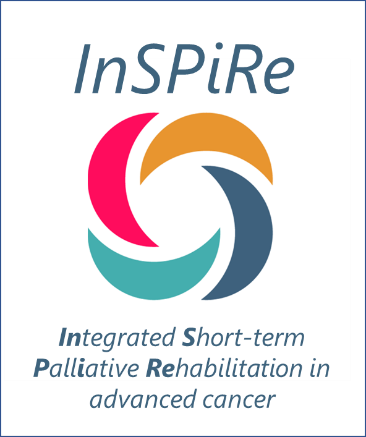 InSPiRe
Integrated Short-term
Palliative Rehabilitation in
advanced cancer